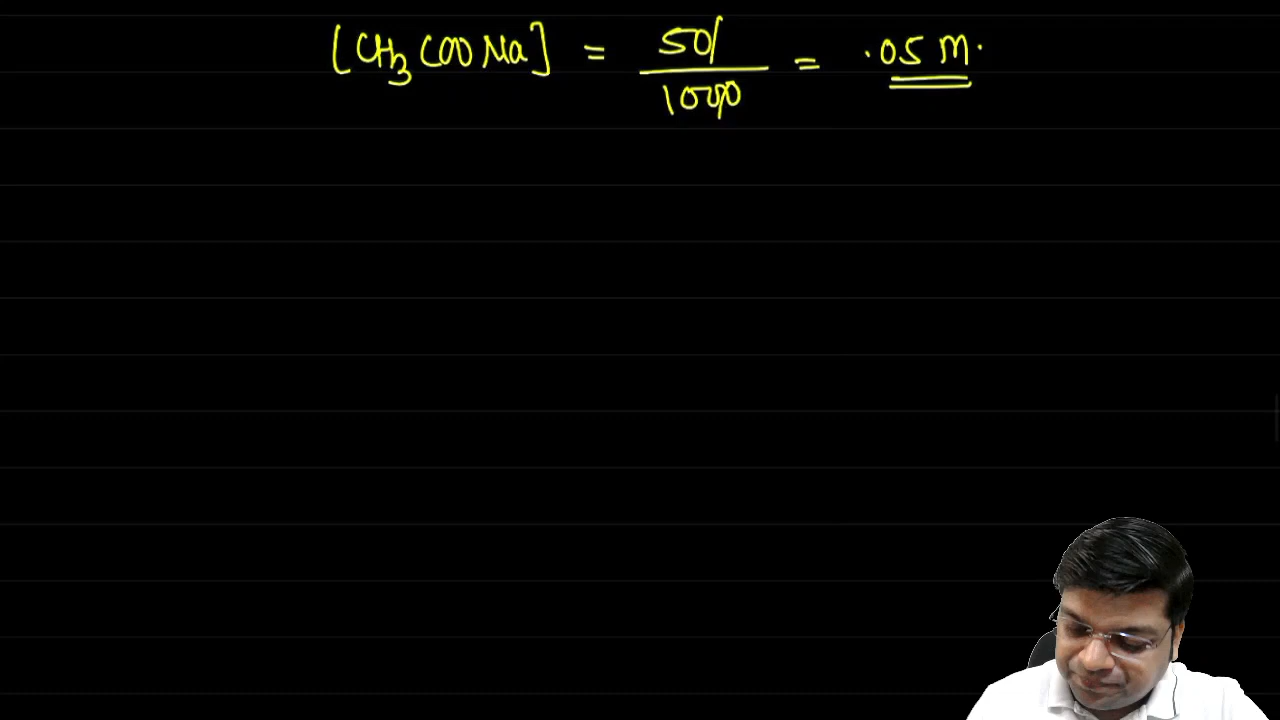 [CH3COONa] = 50/1000 = .05 M.